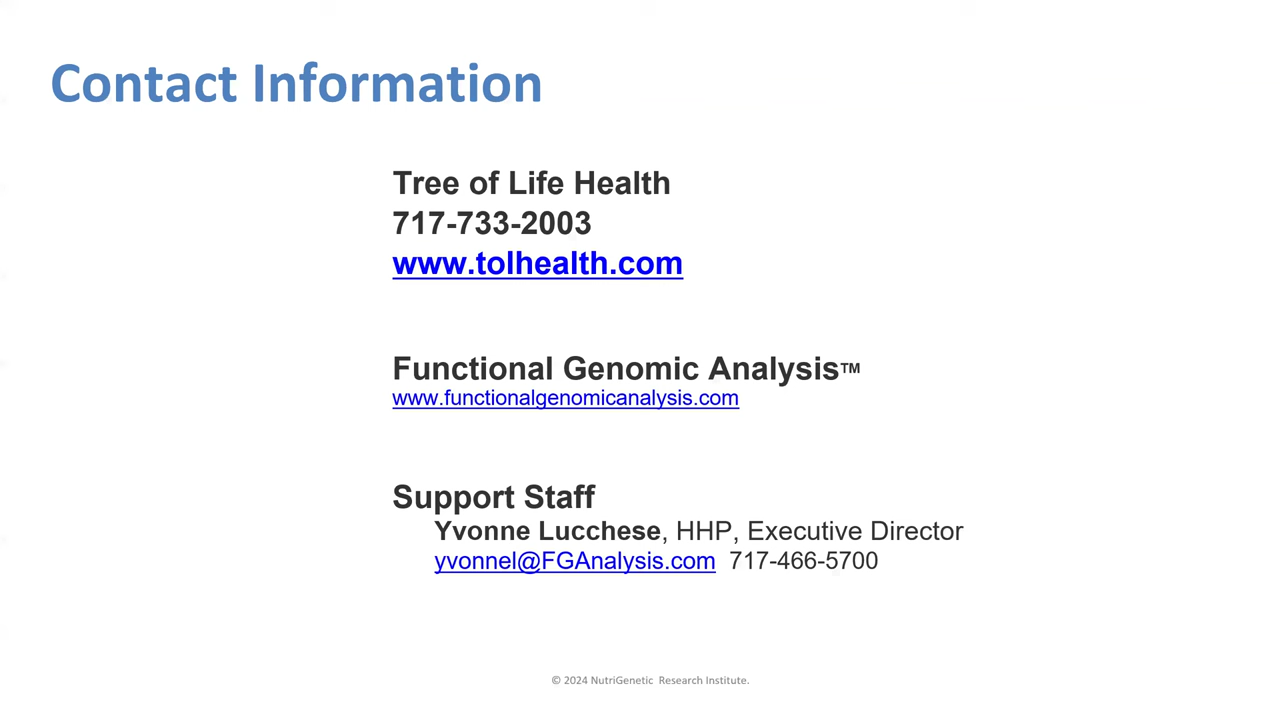 Contact Information
Tree of Life Health
717-733-2003
www.tolhealth.com
Functional Genomic Analysis™
www.functionalgenomicanalysis.com
Support Staff
Yvonne Lucchese, HHP, Executive Director
yvonnel@FGAnalysis.com 717-466-5700
© 2024 NutriGenetic Research Institute.